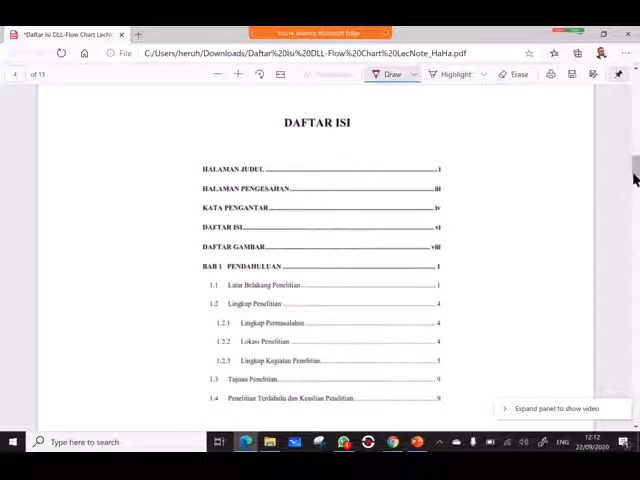 *Daftar Isi DLL-Flow Chart LecNo
You're sharing Microsoft Edge
File
C:/Users/heruh/Downloads/Daftar%20Isi%20DLL-Flow%20Chart%20LecNote_HaHa.pdf
4 of 13
Draw
Highlight
Erase
DAFTAR ISI
HALAMAN JUDUL i
HALAMAN PENGESAHAN iii
KATA PENGANTAR iv
DAFTAR ISI vi
DAFTAR GAMBAR viii
BAB 1 PENDAHULUAN 1
1.1 Latar Belakang Penelitian 1
1.2 Lingkup Penelitian 4
1.2.1 Lingkup Permasalahan 4
1.2.2 Lokasi Penelitian 4
1.2.3 Lingkup Kegiatan Penelitian 5
1.3 Tujuan Penelitian 9
1.4 Penelitian Terdahulu dan Keaslian Penelitian 9
Expand panel to show video
Type here to search
ENG
12:12
22/09/2020